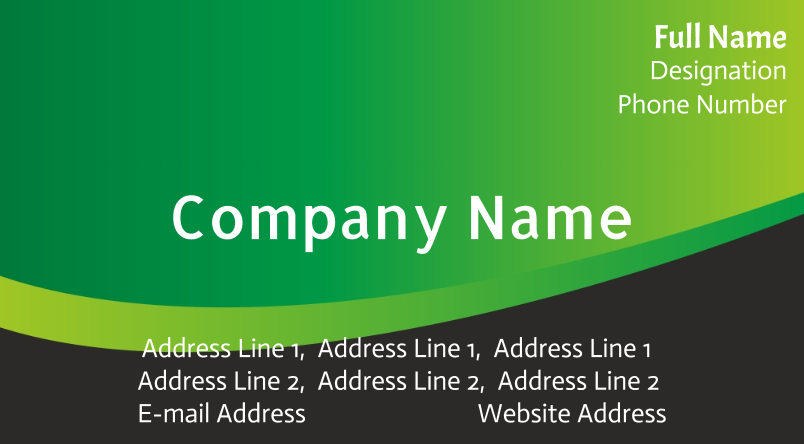 Full Name
Designation
Phone Number
Company Name
Address Line 1, Address Line 1, Address Line 1
Address Line 2, Address Line 2, Address Line 2
E-mail Address Website Address